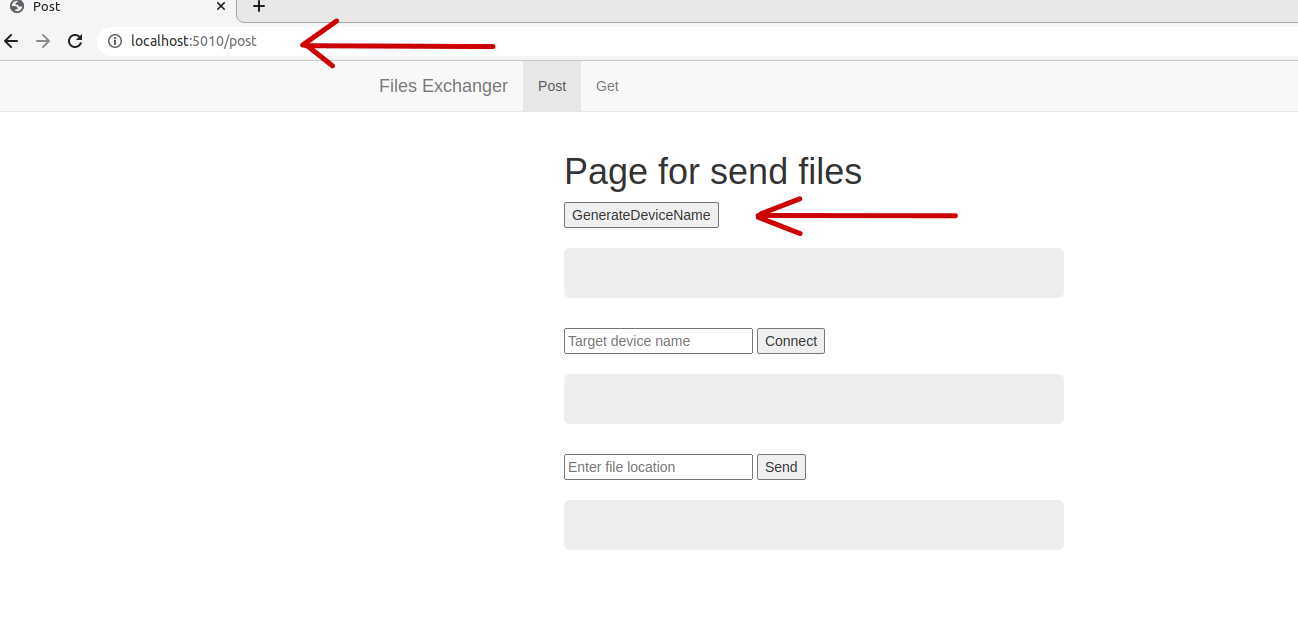 Post
localhost:5010/post
Files Exchanger Post Get
Page for send files
GenerateDeviceName
Target device name Connect
Enter file location Send